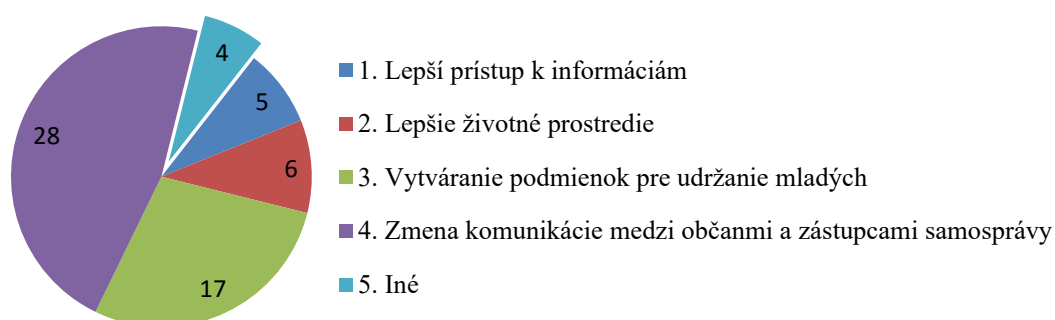 4
5
28
6
17
1. Lepší prístup k informáciám
2. Lepšie životné prostredie
3. Vytváranie podmienok pre udržanie mladých
4. Zmena komunikácie medzi občanmi a zástupcami samosprávy
5. Iné